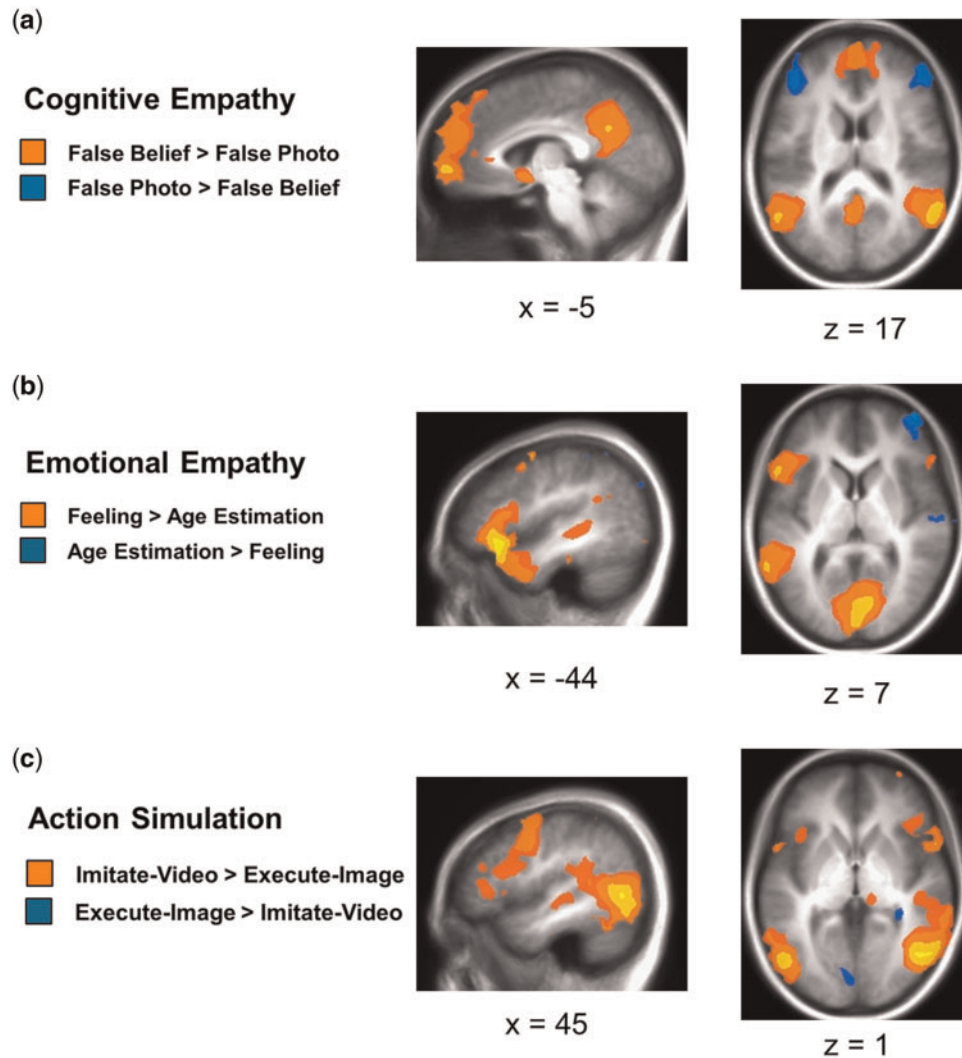 (a)
Cognitive Empathy
False Belief > False Photo
False Photo > False Belief
x = -5
z = 17
(b)
Emotional Empathy
Feeling > Age Estimation
Age Estimation > Feeling
x = -44
z = 7
(c)
Action Simulation
Imitate-Video > Execute-Image
Execute-Image > Imitate-Video
x = 45
z = 1